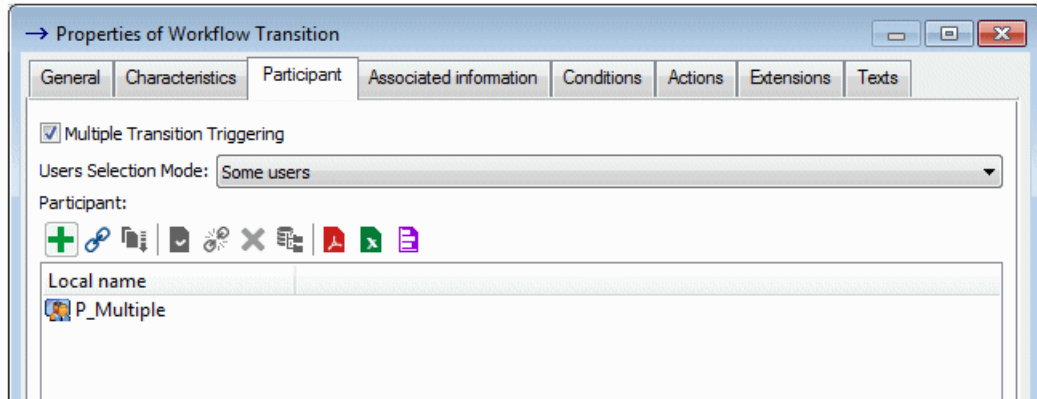 Properties of Workflow Transition
General Characteristics Participant Associated information Conditions Actions Extensions Texts
Multiple Transition Triggering
Users Selection Mode: Some users
Participant:
Local name
P_Multiple